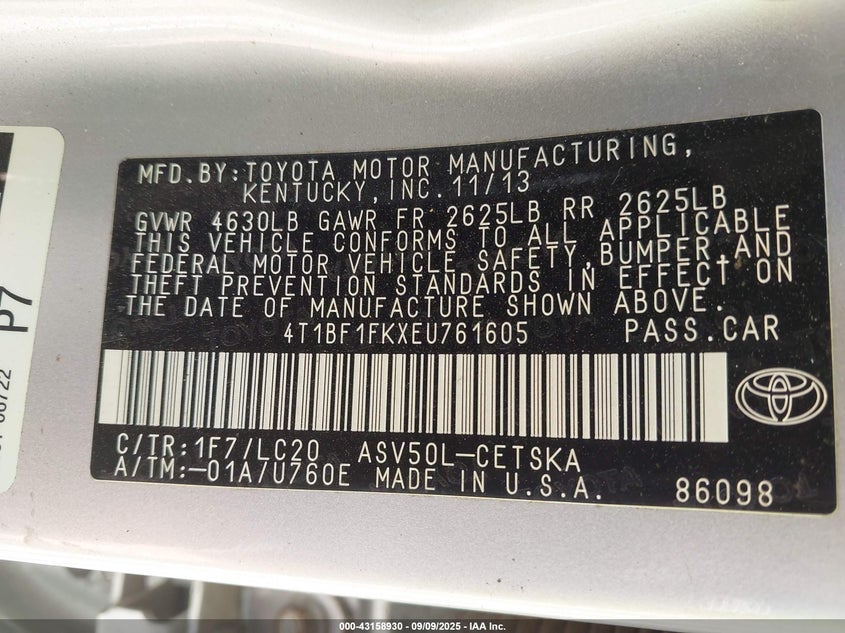 MFD.BY:TOYOTA MOTOR MANUFACTURING,
KENTUCKY,INC. 11/13
GVWR 4630LB GAWR FR 2625LB RR 2625LB
THIS VEHICLE CONFORMS TO ALL APPLICABLE
FEDERAL MOTOR VEHICLE SAFETY,BUMPER,AND
THEFT PREVENTION STANDARDS IN EFFECT ON
THE DATE OF MANUFACTURE SHOWN ABOVE.
4T1BF1FKXEU761605 PASS.CAR
C/TR:1F7/LC20 ASV50L-CETSKA
A/TM:-01A/U760E MADE IN U.S.A. 86098
P7
000-43158930 - 09/09/2025 - IAA Inc.